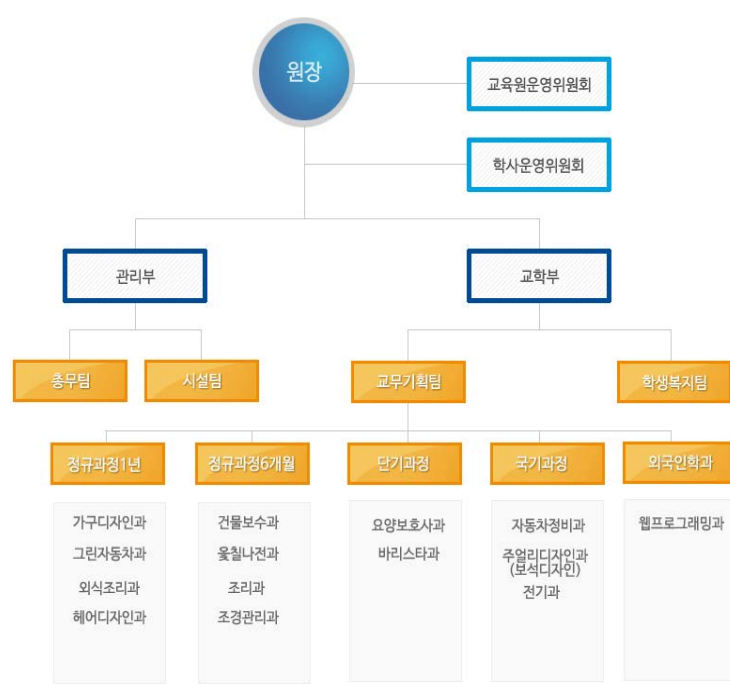 원장
교육원운영위원회
학사운영위원회
관리부
교학부
총무팀
시설팀
교무기획팀
학생복지팀
정규과정1년
정규과정6개월
단기과정
국기과정
외국인학과
가구디자인과
그린자동차과
외식조리과
헤어디자인과
건물보수과
옻칠나전과
조리과
조경관리과
요양보호사과
바리스타과
자동차정비과
주얼리디자인과
(보석디자인)
전기과
웹프로그래밍과